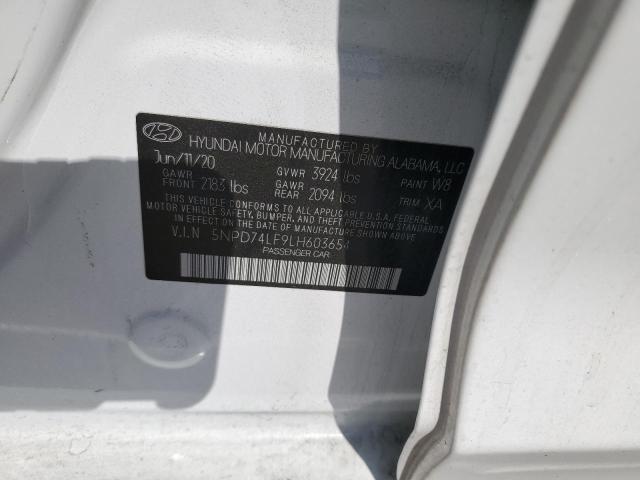 MANUFACTURED BY
HYUNDAI MOTOR MANUFACTURING ALABAMA, LLC
Jun/11/20 GVWR 3924 lbs PAINT W8
GAWR FRONT 2183 lbs GAWR REAR 2094 lbs TRIM XA
THIS VEHICLE CONFORMS TO ALL APPLICABLE U.S.A. FEDERAL
MOTOR VEHICLE SAFETY, BUMPER, AND THEFT PREVENTION STANDARDS
IN EFFECT ON THE DATE OF MANUFACTURE SHOWN ABOVE.
V.I.N 5NPD74LF9LH603654
PASSENGER CAR